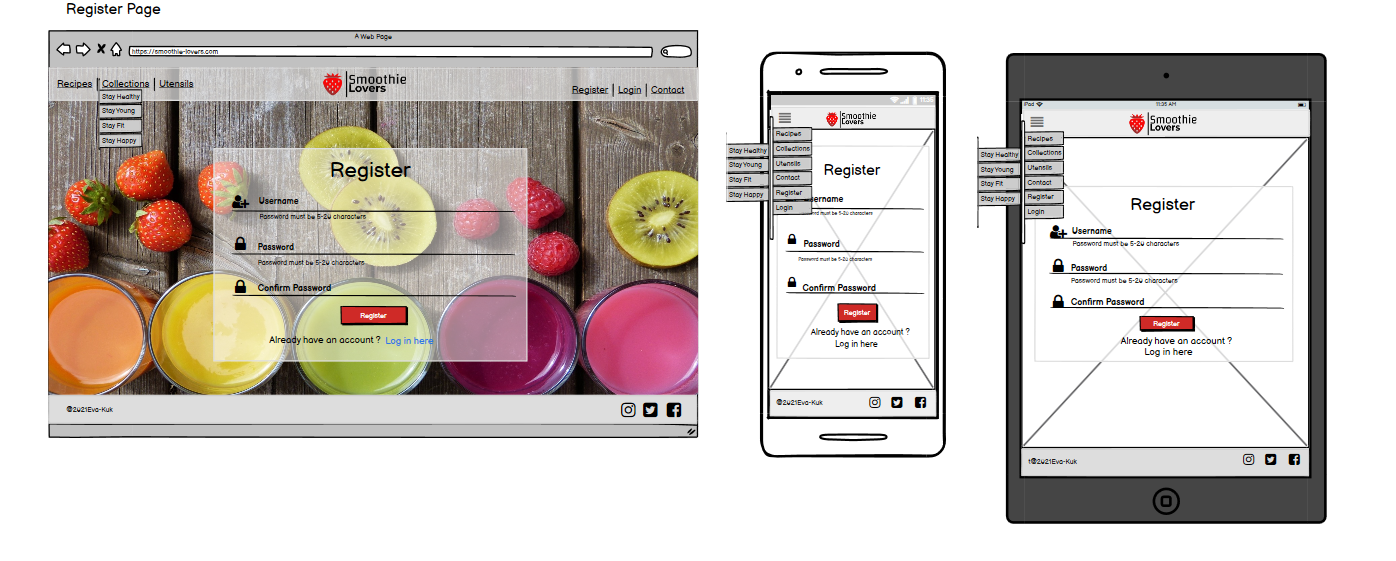 Register Page
A Web Page
https://smoothie-lovers.com
Recipes Collections Utensils
Smoothie
Lovers
Register Login Contact
Stay Healthy
Stay Young
Stay Fit
Stay Happy
Register
Username
Password must be 5-20 characters
Password
Password must be 5-20 characters
Confirm Password
Register
Already have an account ? Log in here
@2021Eva-Kuk
11:35
Smoothie
Lovers
Recipes
Collections
Utensils
Contact
Register
Login
Stay Healthy
Stay Young
Stay Fit
Stay Happy
Register
ername
word must be 5-20 characters
Password
Password must be 5-20 characters
Confirm Password
Register
Already have an account ?
Log in here
@2021Eva-Kuk
iPad
11:35 AM
Smoothie
Lovers
Recipes
Collections
Utensils
Contact
Register
Login
Stay Healthy
Stay Young
Stay Fit
Stay Happy
Register
Username
Password must be 5-20 characters
Password
Password must be 5-20 characters
Confirm Password
Register
Already have an account ?
Log in here
t@2021Eva-Kuk